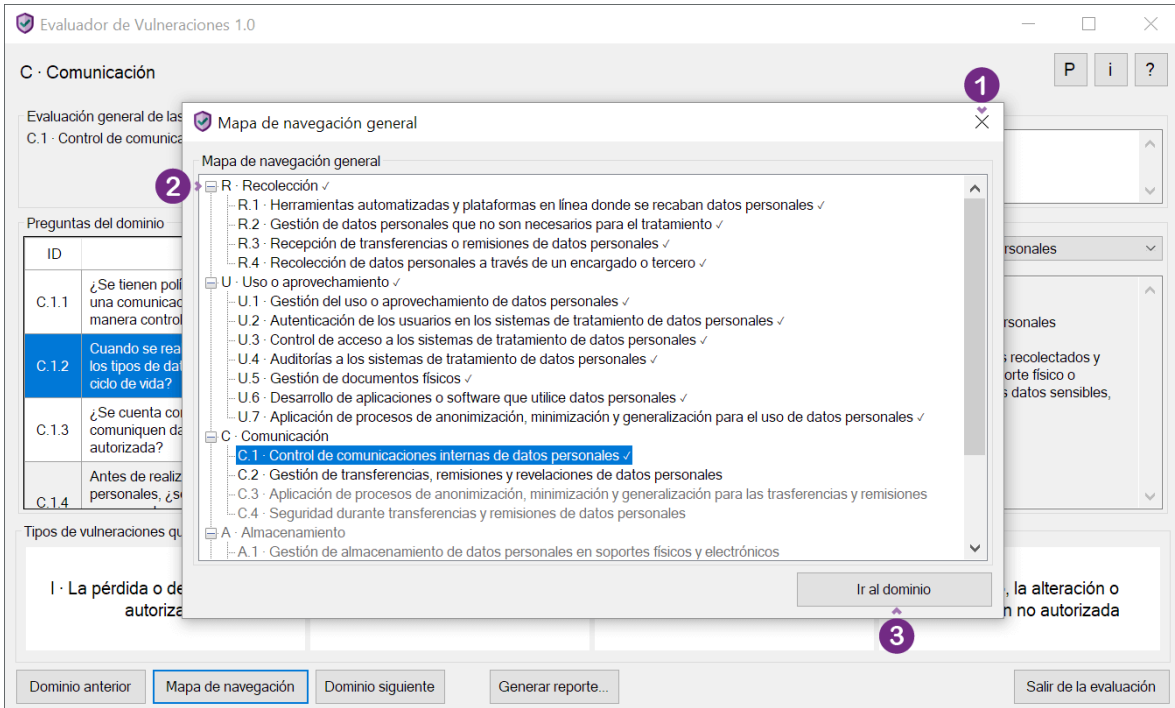 Evaluador de Vulneraciones 1.0
C · Comunicación
P i ?
1
Evaluación general de las
C.1 · Control de comunica
Mapa de navegación general
Mapa de navegación general
2
R · Recolección ✓
R.1 · Herramientas automatizadas y plataformas en línea donde se recaban datos personales ✓
R.2 · Gestión de datos personales que no son necesarios para el tratamiento ✓
R.3 · Recepción de transferencias o remisiones de datos personales ✓
R.4 · Recolección de datos personales a través de un encargado o tercero ✓
U · Uso o aprovechamiento ✓
U.1 · Gestión del uso o aprovechamiento de datos personales ✓
U.2 · Autenticación de los usuarios en los sistemas de tratamiento de datos personales ✓
U.3 · Control de acceso a los sistemas de tratamiento de datos personales ✓
U.4 · Auditorías a los sistemas de tratamiento de datos personales ✓
U.5 · Gestión de documentos físicos ✓
U.6 · Desarrollo de aplicaciones o software que utilice datos personales ✓
U.7 · Aplicación de procesos de anonimización, minimización y generalización para el uso de datos personales ✓
C · Comunicación
C.1 · Control de comunicaciones internas de datos personales ✓
C.2 · Gestión de transferencias, remisiones y revelaciones de datos personales
C.3 · Aplicación de procesos de anonimización, minimización y generalización para las trasferencias y remisiones
C.4 · Seguridad durante transferencias y remisiones de datos personales
A · Almacenamiento
A.1 · Gestión de almacenamiento de datos personales en soportes físicos y electrónicos
Ir al dominio
3
Preguntas del dominio
ID
C.1.1
¿Se tienen polí
una comunicac
manera control
C.1.2
Cuando se rea
los tipos de dat
ciclo de vida?
C.1.3
¿Se cuenta con
comuniquen da
autorizada?
C.1.4
Antes de realiz
personales, ¿s
rsonales
rsonales
s recolectados y
orte físico o
s datos sensibles,
Tipos de vulneraciones qu
I · La pérdida o de
autoriza
, la alteración o
n no autorizada
Dominio anterior
Mapa de navegación
Dominio siguiente
Generar reporte...
Salir de la evaluación